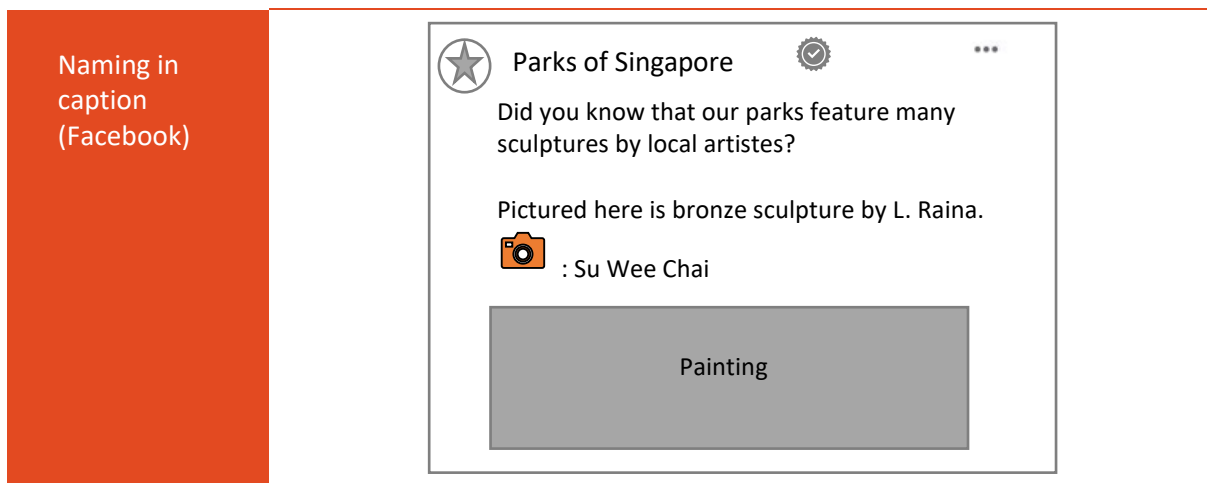 Naming in
caption
(Facebook)
Parks of Singapore
Did you know that our parks feature many
sculptures by local artistes?
Pictured here is bronze sculpture by L. Raina.
: Su Wee Chai
Painting